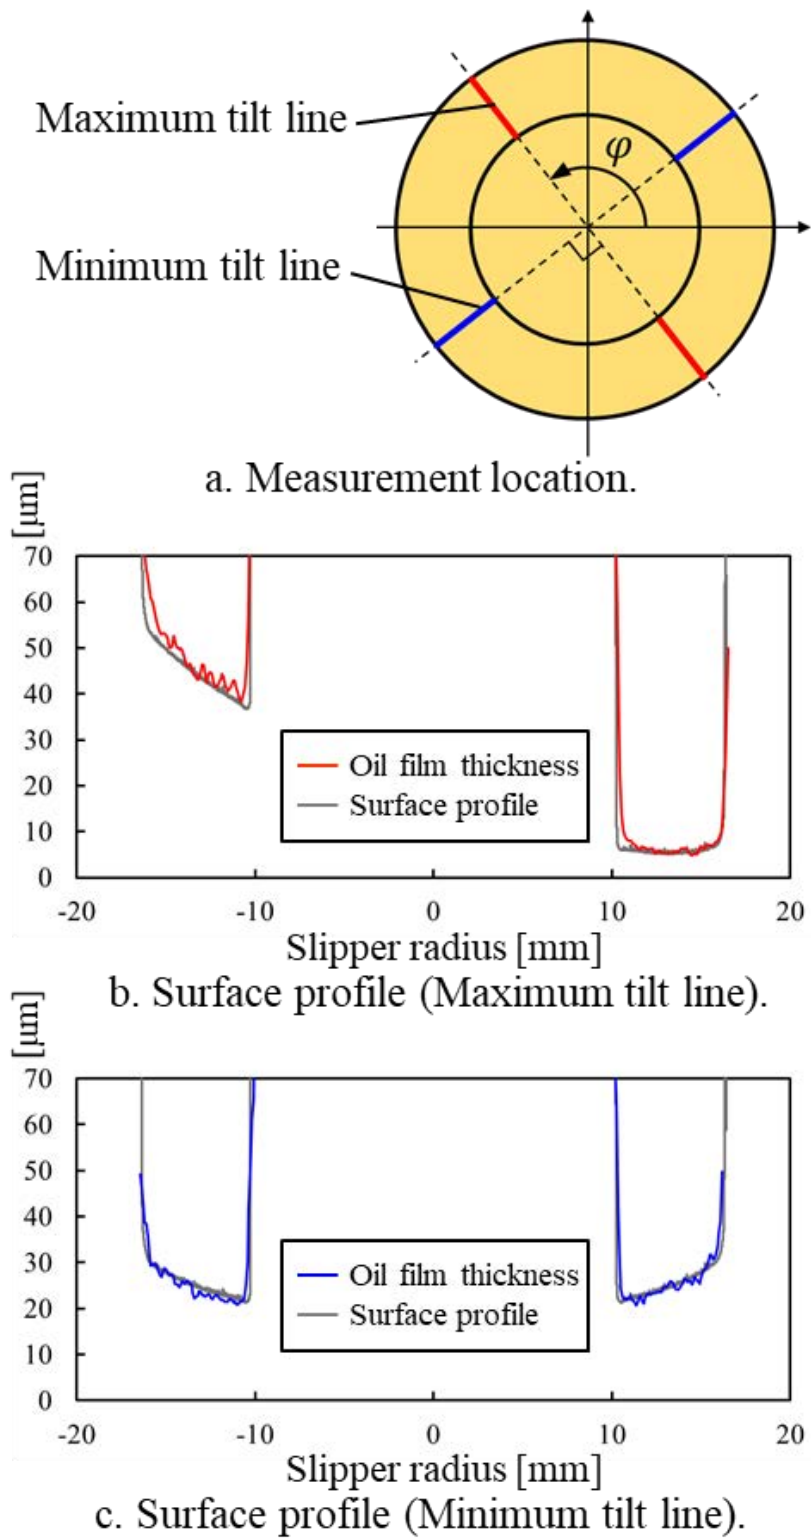 Maximum tilt line
φ
Minimum tilt line
a. Measurement location.
[μm]
70
60
50
40
30
20
10
0
Oil film thickness
Surface profile
-20 -10 0 10 20
Slipper radius [mm]
b. Surface profile (Maximum tilt line).
[μm]
70
60
50
40
30
20
10
0
Oil film thickness
Surface profile
-20 -10 0 10 20
Slipper radius [mm]
c. Surface profile (Minimum tilt line).